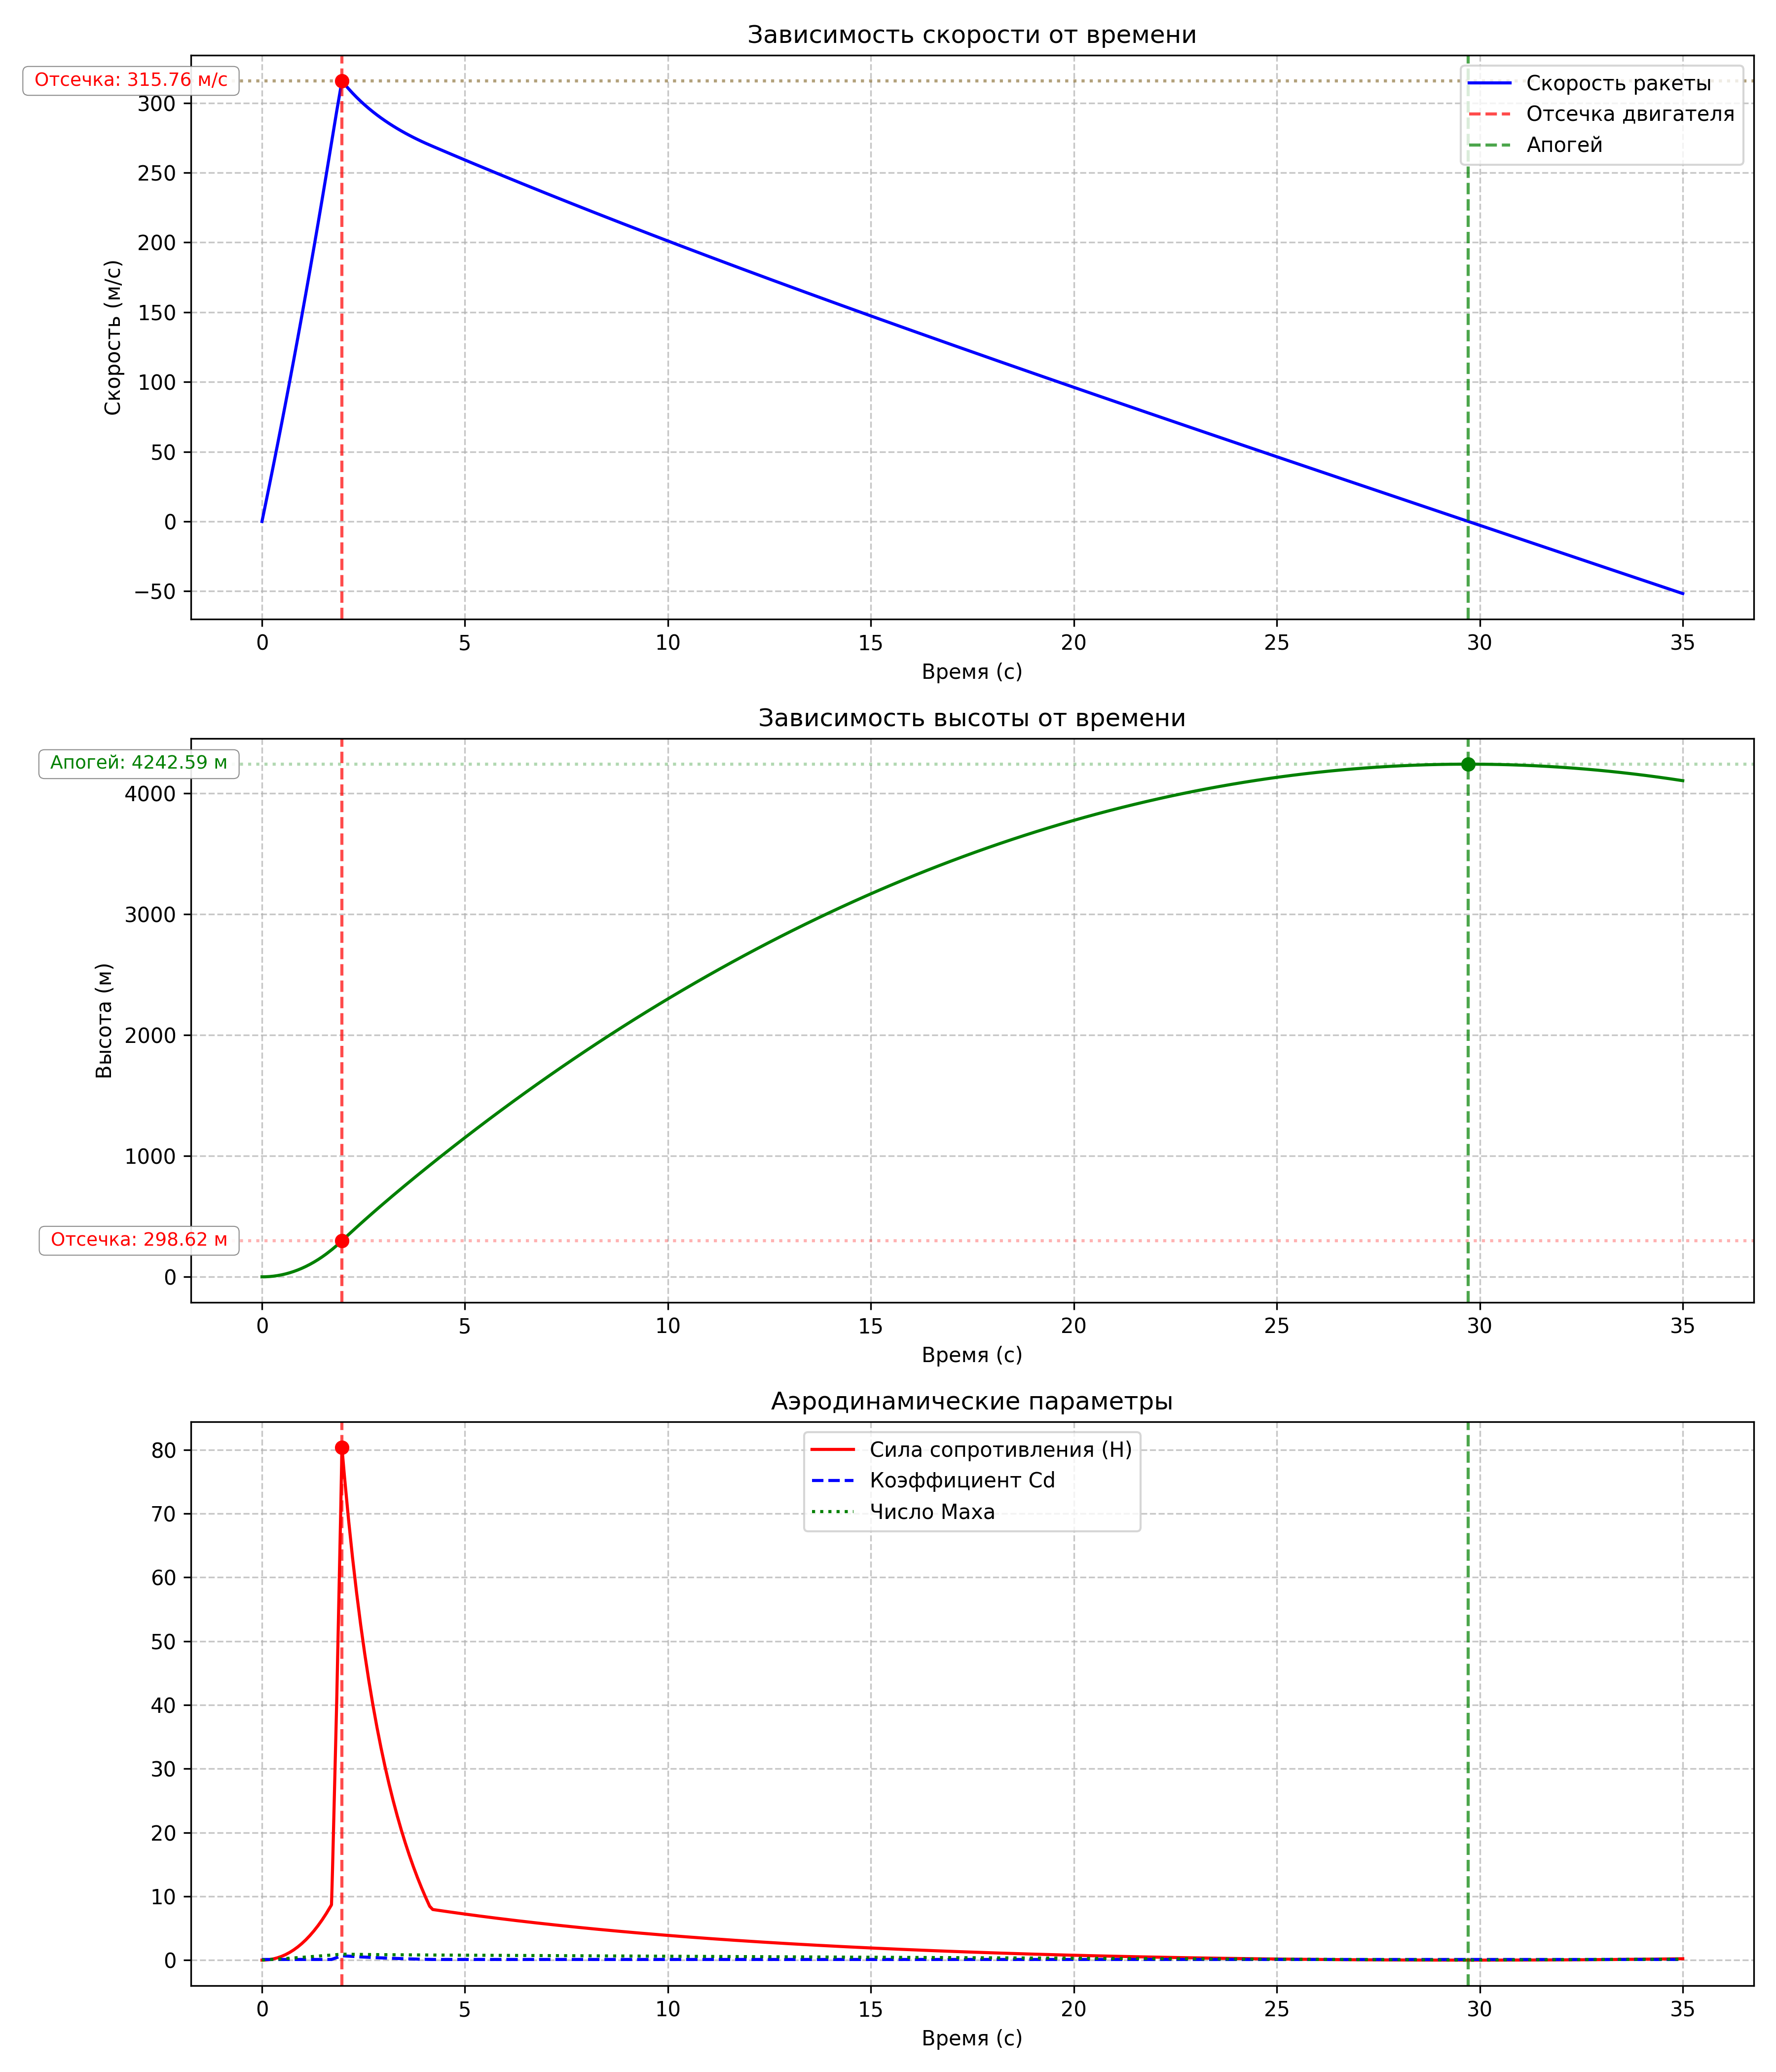 Зависимость скорости от времени
Отсечка: 315.76 м/с
Скорость ракеты
Отсечка двигателя
Апогей
300
250
200
150
100
50
0
−50
Скорость (м/с)
0 5 10 15 20 25 30 35
Время (с)
Зависимость высоты от времени
Апогей: 4242.59 м
4000
3000
2000
1000
Отсечка: 298.62 м
0
Высота (м)
0 5 10 15 20 25 30 35
Время (с)
Аэродинамические параметры
Сила сопротивления (Н)
Коэффициент Cd
Число Маха
80
70
60
50
40
30
20
10
0
0 5 10 15 20 25 30 35
Время (с)